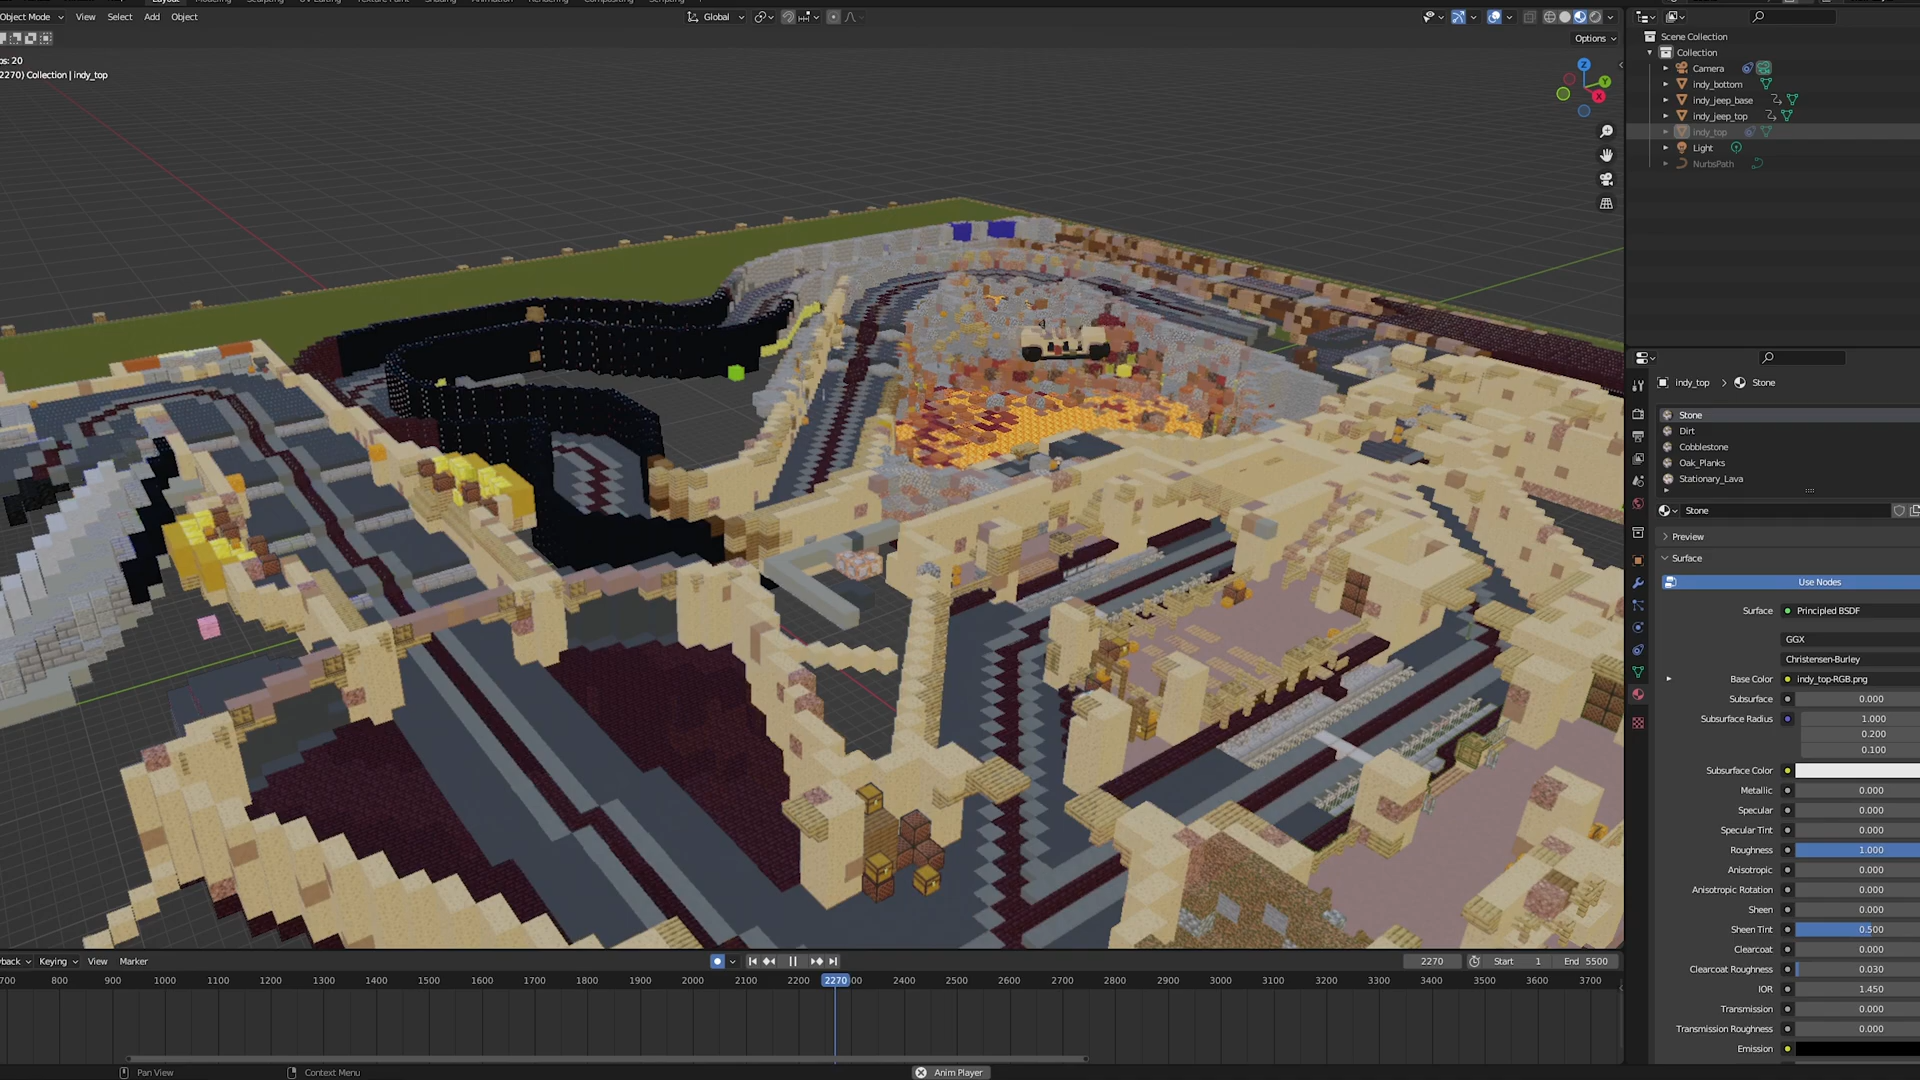 Object Mode View Select Add Object Global
Options
ps: 20
2270) Collection | indy_top
Z
Y
X
Scene Collection
Collection
Camera
indy_bottom
indy_jeep_base
indy_jeep_top
indy_top
Light
NurbsPath
indy_top > Stone
Stone
Dirt
Cobblestone
Oak_Planks
Stationary_Lava
Stone
Preview
Surface
Use Nodes
Surface Principled BSDF
GGX
Christensen-Burley
Base Color indy_top-RGB.png
Subsurface 0.000
Subsurface Radius 1.000
0.200
0.100
Subsurface Color
Metallic 0.000
Specular 0.000
Specular Tint 0.000
Roughness 1.000
Anisotropic 0.000
Anisotropic Rotation 0.000
Sheen 0.000
Sheen Tint 0.500
Clearcoat 0.000
Clearcoat Roughness 0.030
IOR 1.450
Transmission 0.000
Transmission Roughness 0.000
Emission
yback Keying View Marker 2270 Start 1 End 5500
700 800 900 1000 1100 1200 1300 1400 1500 1600 1700 1800 1900 2000 2100 2200 2270 00 2400 2500 2600 2700 2800 2900 3000 3100 3200 3300 3400 3500 3600 3700
Pan View Context Menu Anim Player